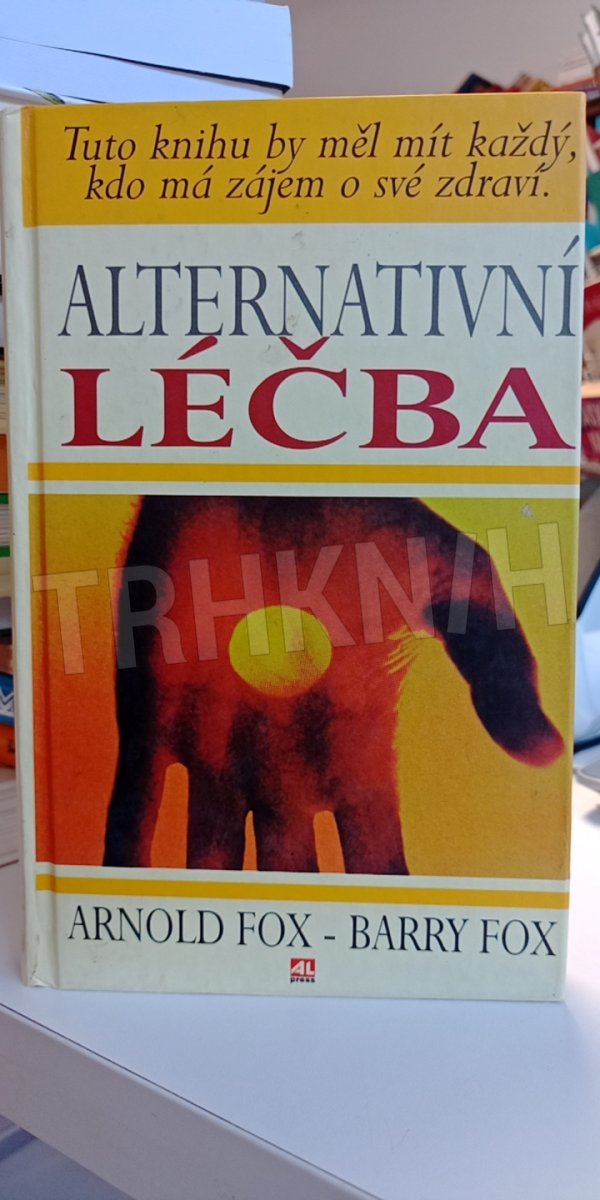 Tuto knihu by měl mít každý,
kdo má zájem o své zdraví.
ALTERNATIVNÍ
LÉČBA
TRHKNIH
ARNOLD FOX - BARRY FOX
AL
press